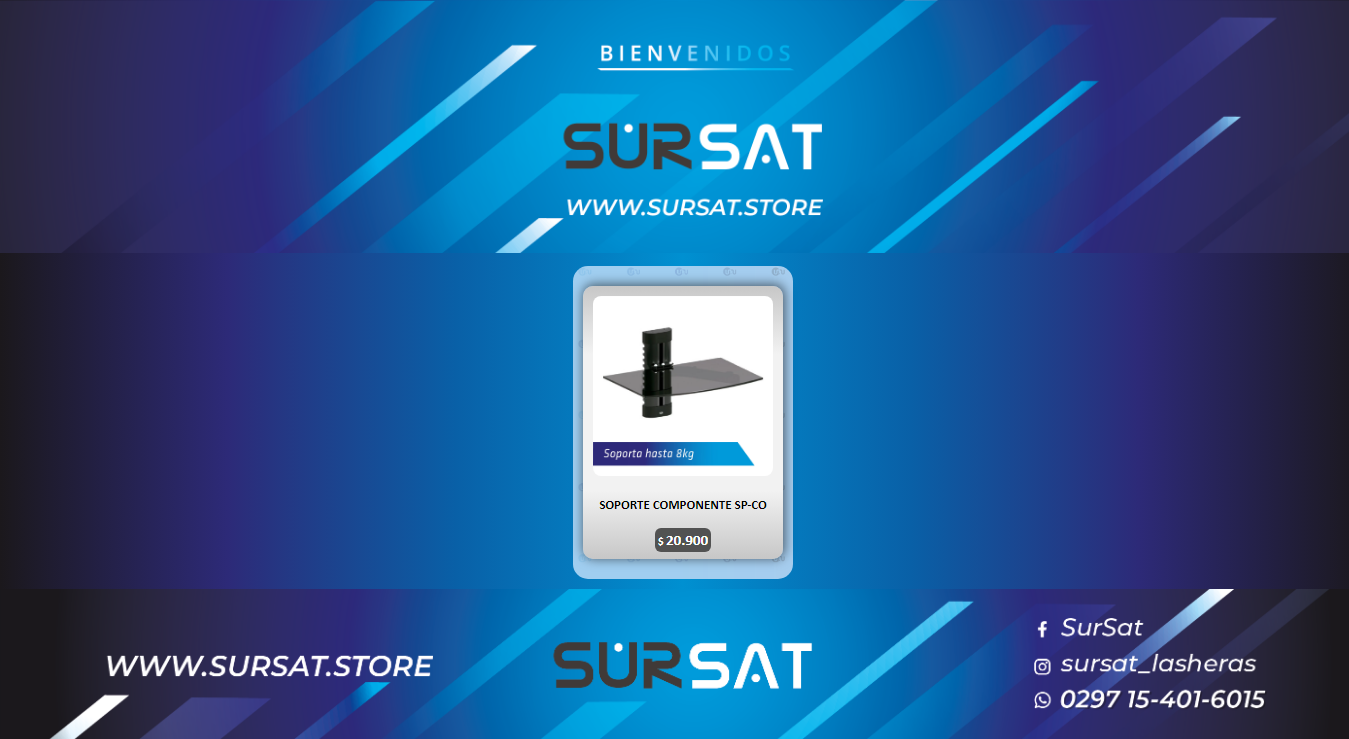 BIENVENIDOS
SURSAT
WWW.SURSAT.STORE
Soporta hasta 8kg
SOPORTE COMPONENTE SP-CO
$ 20.900
WWW.SURSAT.STORE
SURSAT
SurSat
sursat_lasheras
0297 15-401-6015